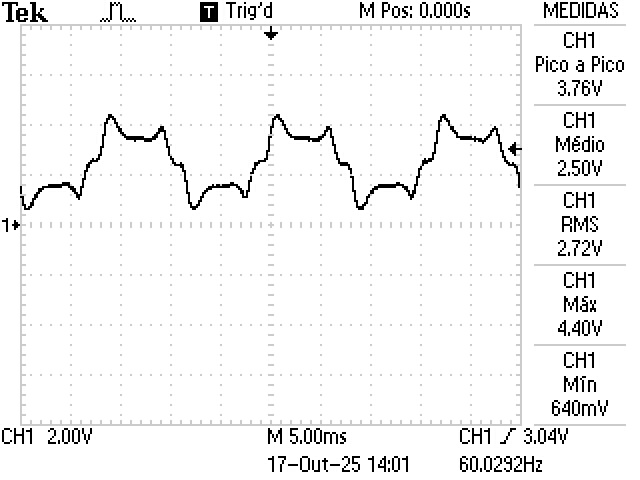 Tek T Trig'd M Pos: 0.000s MEDIDAS
CH1
Pico a Pico
3.76V
CH1
Médio
2.50V
CH1
RMS
2.72V
CH1
Máx
4.40V
CH1
Mín
640mV
1
CH1 2.00V M 5.00ms CH1 3.04V
17-Out-25 14:01 60.0292Hz